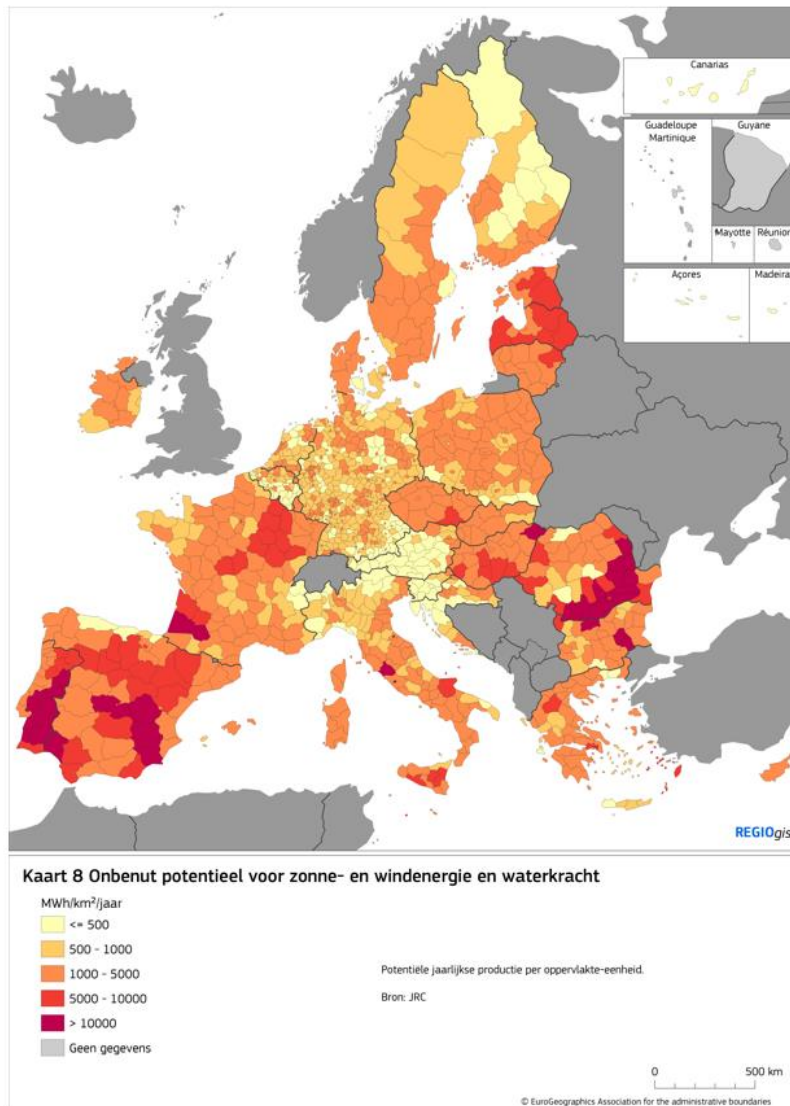 Canarias
Guadeloupe
Martinique
Guyane
Mayotte
Réunion
Açores
Madeira
REGIOgis
Kaart 8 Onbenut potentieel voor zonne- en windenergie en waterkracht
MWh/km²/jaar
<= 500
500 - 1000
1000 - 5000
5000 - 10000
> 10000
Geen gegevens
Potentiële jaarlijkse productie per oppervlakte-eenheid.
Bron: JRC
0 500 km
© EuroGeographics Association for the administrative boundaries